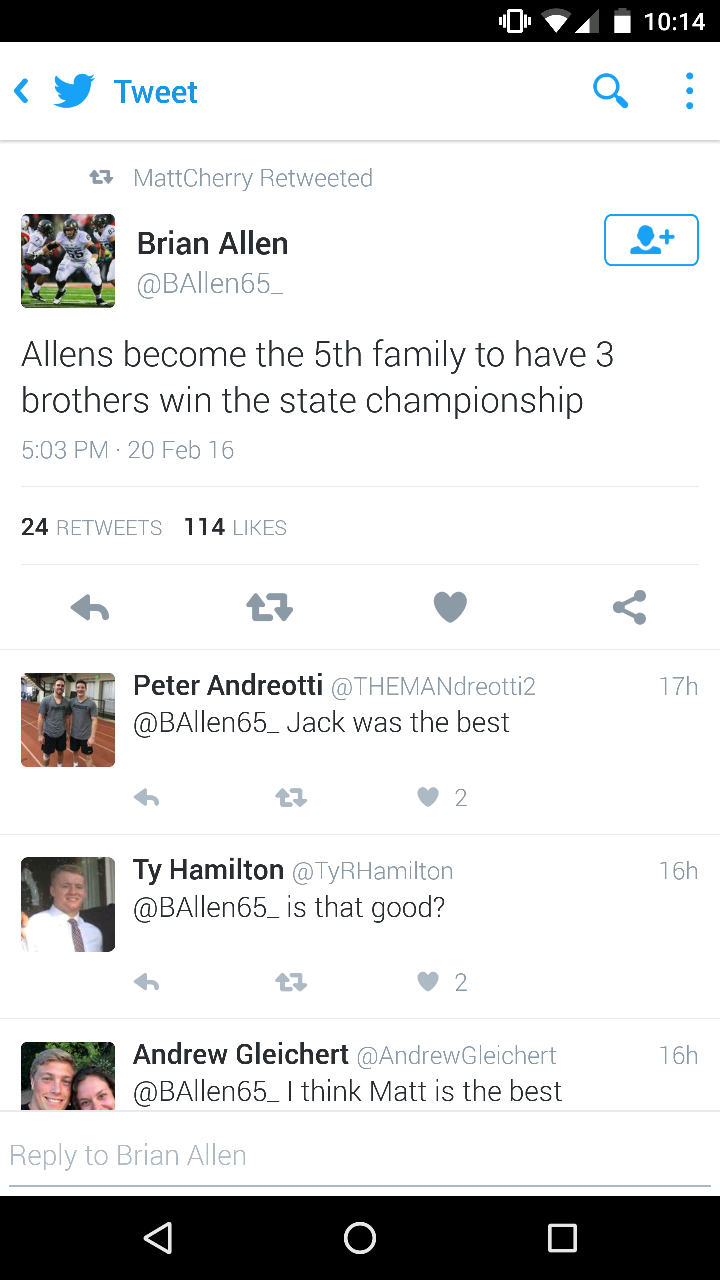 10:14
Tweet
MattCherry Retweeted
Brian Allen
@BAllen65_
Allens become the 5th family to have 3
brothers win the state championship
5:03 PM · 20 Feb 16
24 RETWEETS 114 LIKES
Peter Andreotti @THEMANdreotti2 17h
@BAllen65_ Jack was the best
2
Ty Hamilton @TyRHamilton 16h
@BAllen65_ is that good?
2
Andrew Gleichert @AndrewGleichert 16h
@BAllen65_ I think Matt is the best
Reply to Brian Allen